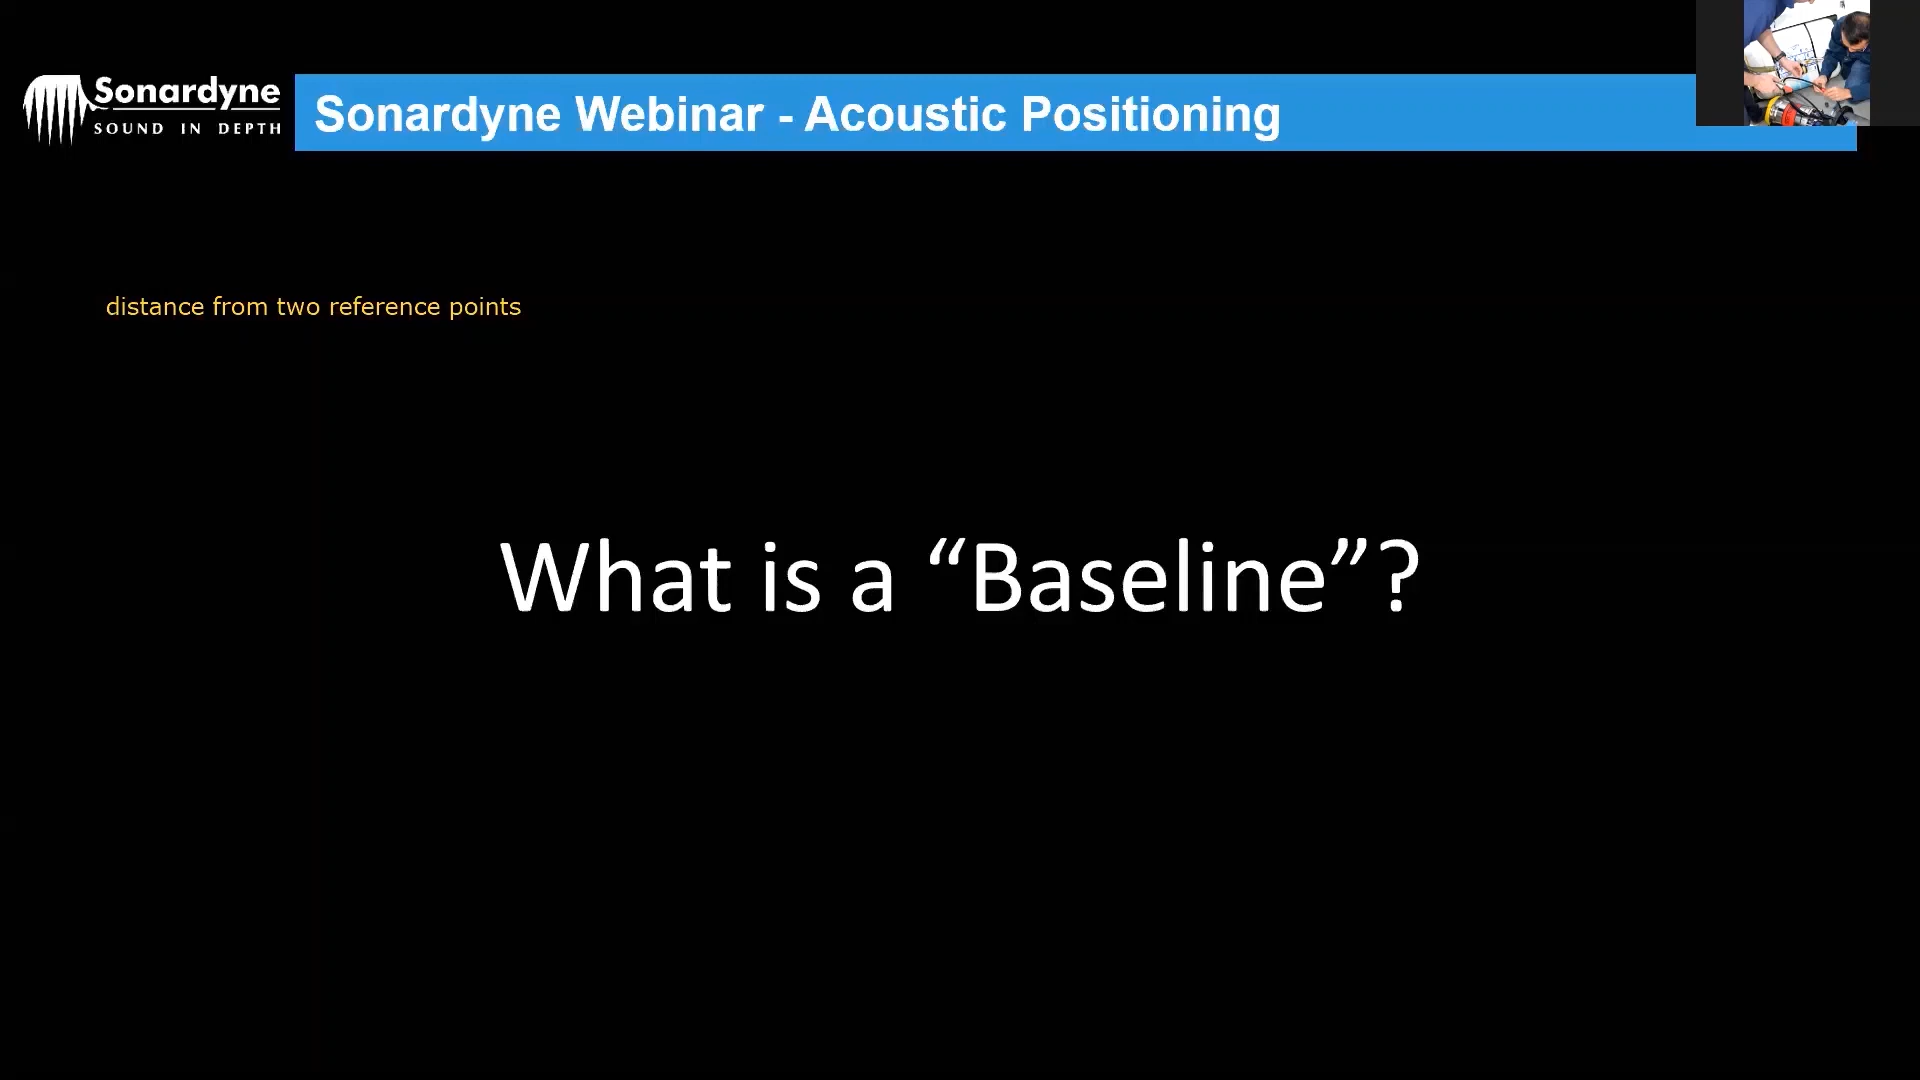 Sonardyne
SOUND IN DEPTH
Sonardyne Webinar - Acoustic Positioning
distance from two reference points
What is a “Baseline”?